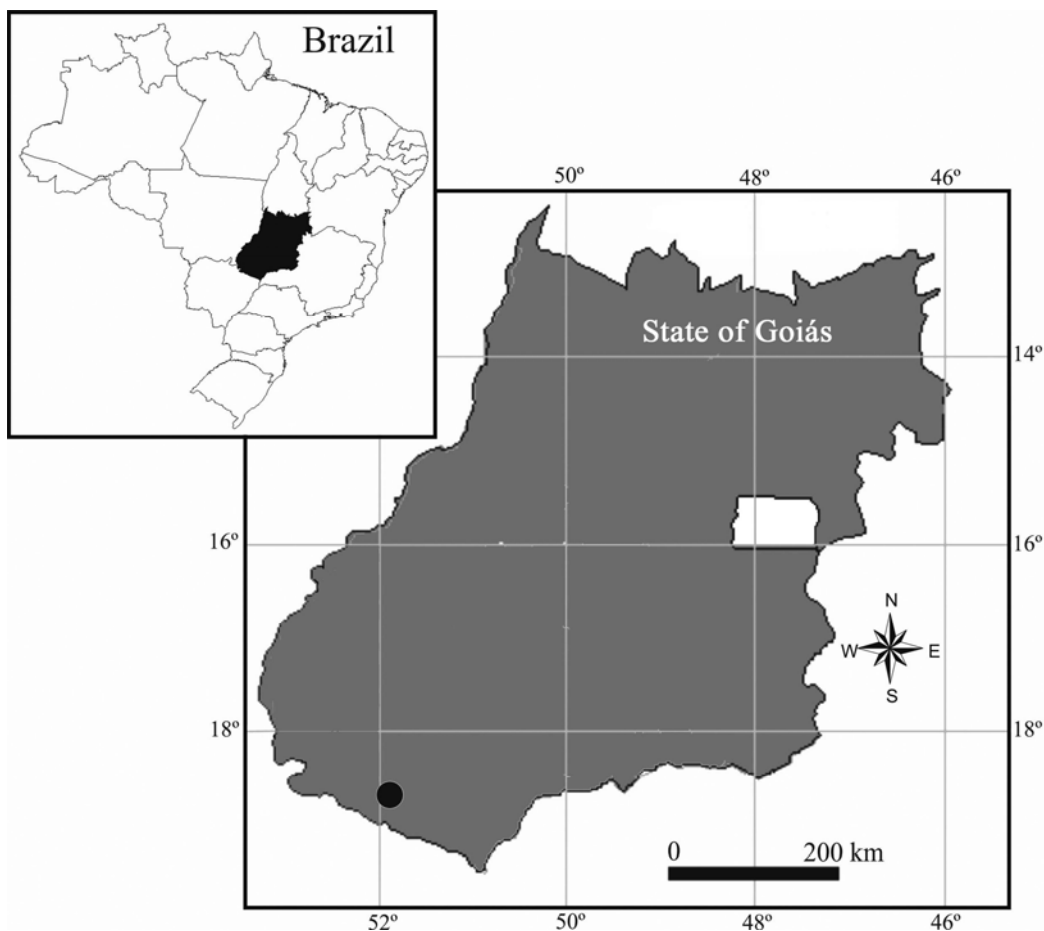 Brazil
50º 48º 46º
State of Goiás
14º
16º 16º
N
W E
S
18º 18º
0 200 km
52º 50º 48º 46º